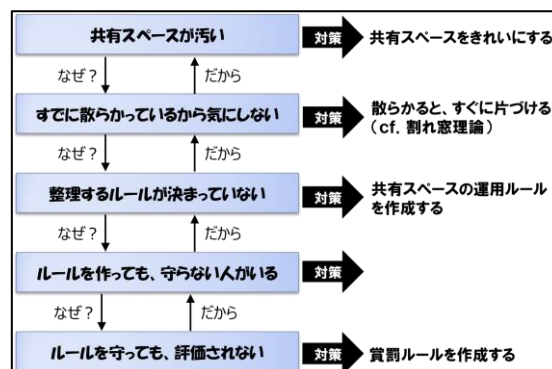 共有スペースが汚い
対策
共有スペースをきれいにする
なぜ?
だから
すでに散らかっているから気にしない
対策
散らかると、すぐに片づける
(cf. 割れ窓理論)
なぜ?
だから
整理するルールが決まっていない
対策
共有スペースの運用ルール
を作成する
なぜ?
だから
ルールを作っても、守らない人がいる
対策
なぜ?
だから
ルールを守っても、評価されない
対策
賞罰ルールを作成する